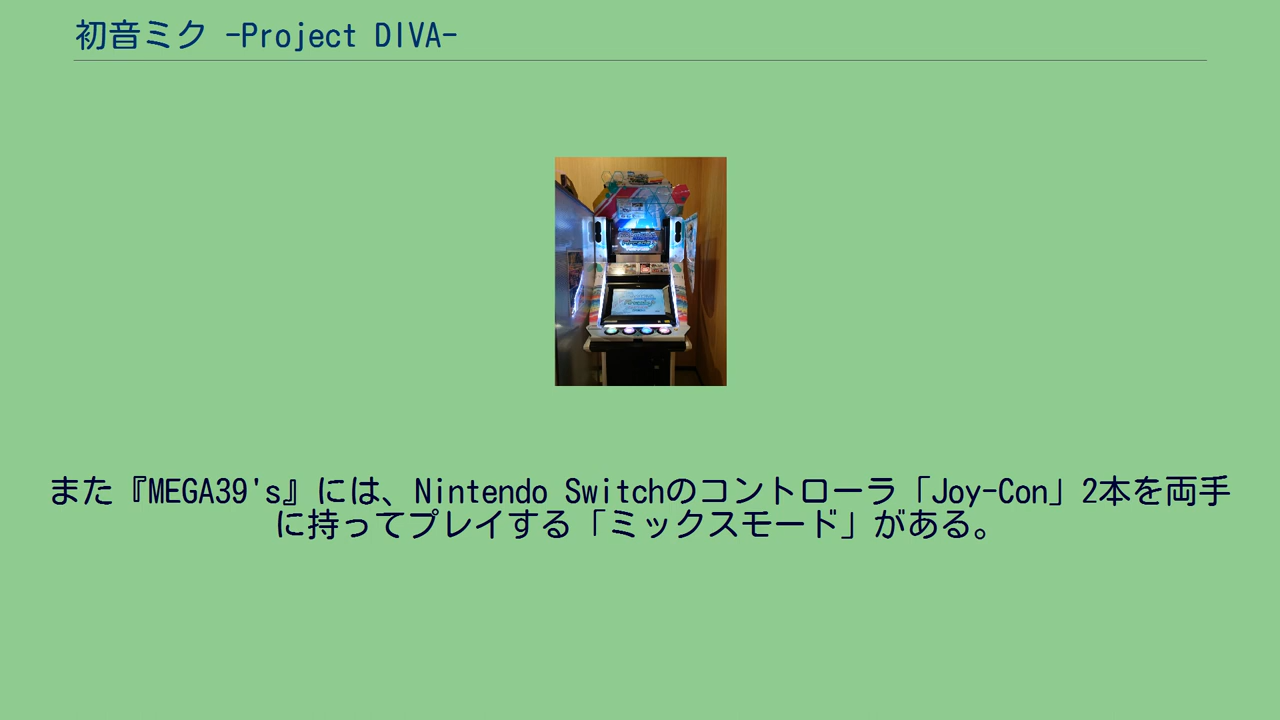 初音ミク -Project DIVA-
また『MEGA39's』には、Nintendo Switchのコントローラ「Joy-Con」2本を両手
に持ってプレイする「ミックスモード」がある。